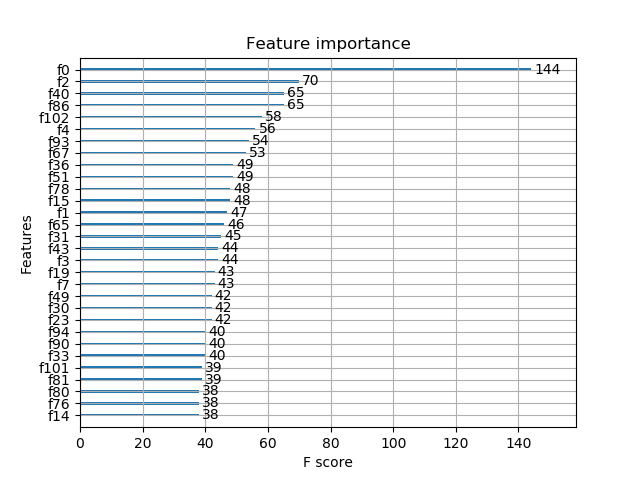 Feature importance
f0 144
f2 70
f40 65
f86 65
f102 58
f4 56
f93 54
f67 53
f36 49
f51 49
f78 48
f15 48
f1 47
f65 46
f31 45
f43 44
f3 44
f19 43
f7 43
f49 42
f30 42
f23 42
f94 40
f90 40
f33 40
f101 39
f81 39
f80 38
f76 38
f14 38
Features
0 20 40 60 80 100 120 140
F score